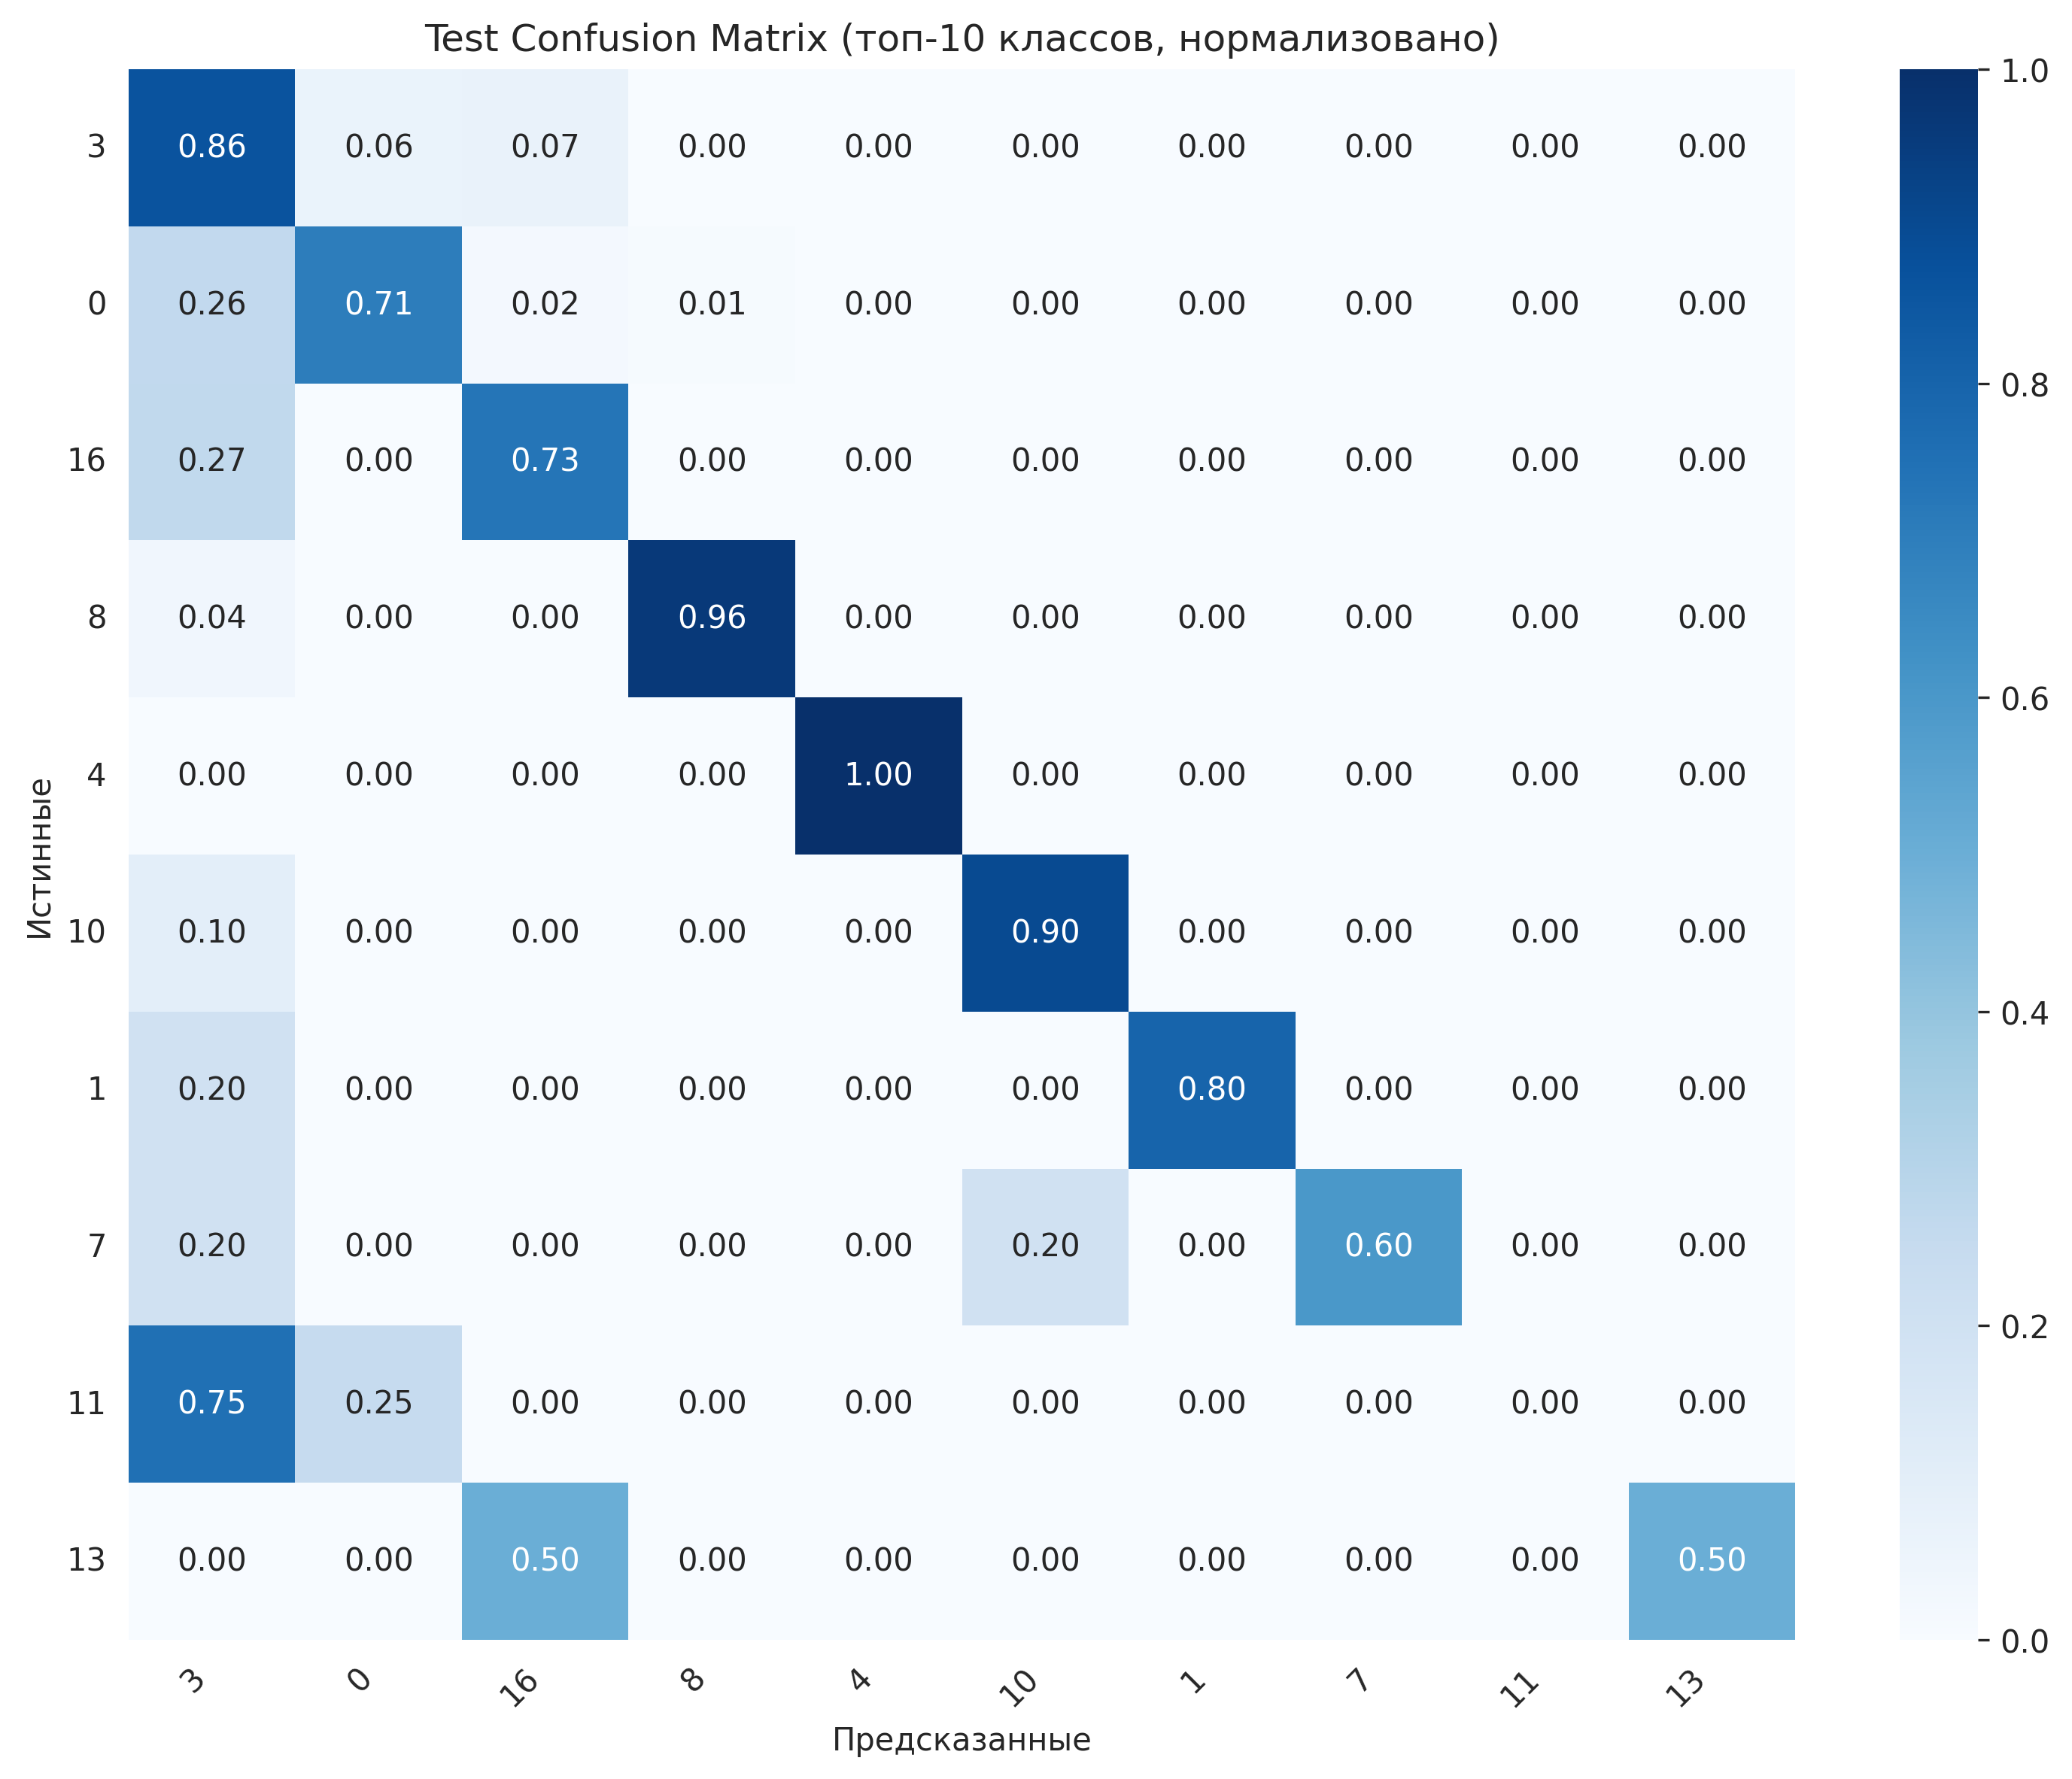 Test Confusion Matrix (топ-10 классов, нормализовано)
3 0.86 0.06 0.07 0.00 0.00 0.00 0.00 0.00 0.00 0.00
0 0.26 0.71 0.02 0.01 0.00 0.00 0.00 0.00 0.00 0.00
16 0.27 0.00 0.73 0.00 0.00 0.00 0.00 0.00 0.00 0.00
8 0.04 0.00 0.00 0.96 0.00 0.00 0.00 0.00 0.00 0.00
4 0.00 0.00 0.00 0.00 1.00 0.00 0.00 0.00 0.00 0.00
10 0.10 0.00 0.00 0.00 0.00 0.90 0.00 0.00 0.00 0.00
1 0.20 0.00 0.00 0.00 0.00 0.00 0.80 0.00 0.00 0.00
7 0.20 0.00 0.00 0.00 0.00 0.20 0.00 0.60 0.00 0.00
11 0.75 0.25 0.00 0.00 0.00 0.00 0.00 0.00 0.00 0.00
13 0.00 0.00 0.50 0.00 0.00 0.00 0.00 0.00 0.00 0.50
3 0 16 8 4 10 1 7 11 13
Предсказанные
Истинные
1.0
0.8
0.6
0.4
0.2
0.0